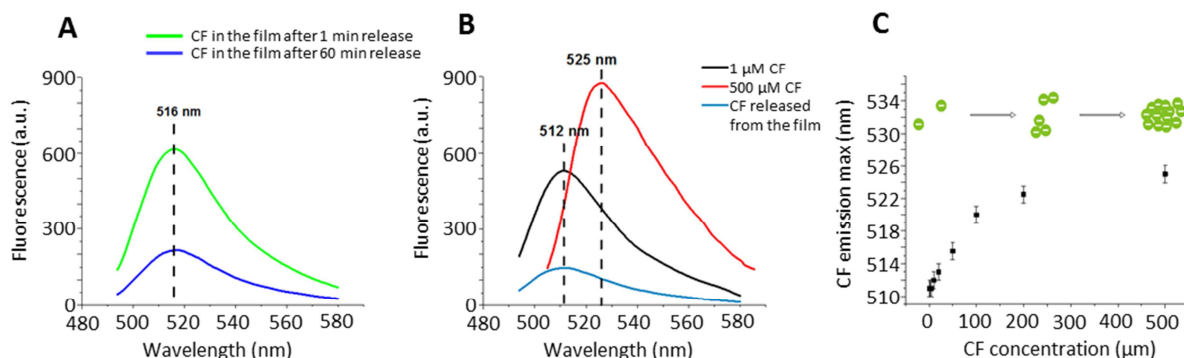 A
CF in the film after 1 min release
CF in the film after 60 min release
900
600
300
0
516 nm
480 500 520 540 560 580
Wavelength (nm)
Fluorescence (a.u.)
B
525 nm
512 nm
1 μM CF
500 μM CF
CF released
from the film
900
600
300
0
480 500 520 540 560 580
Wavelength (nm)
Fluorescence (a.u.)
C
534
530
526
522
518
514
510
0 100 200 300 400 500
CF concentration (μm)
CF emission max (nm)